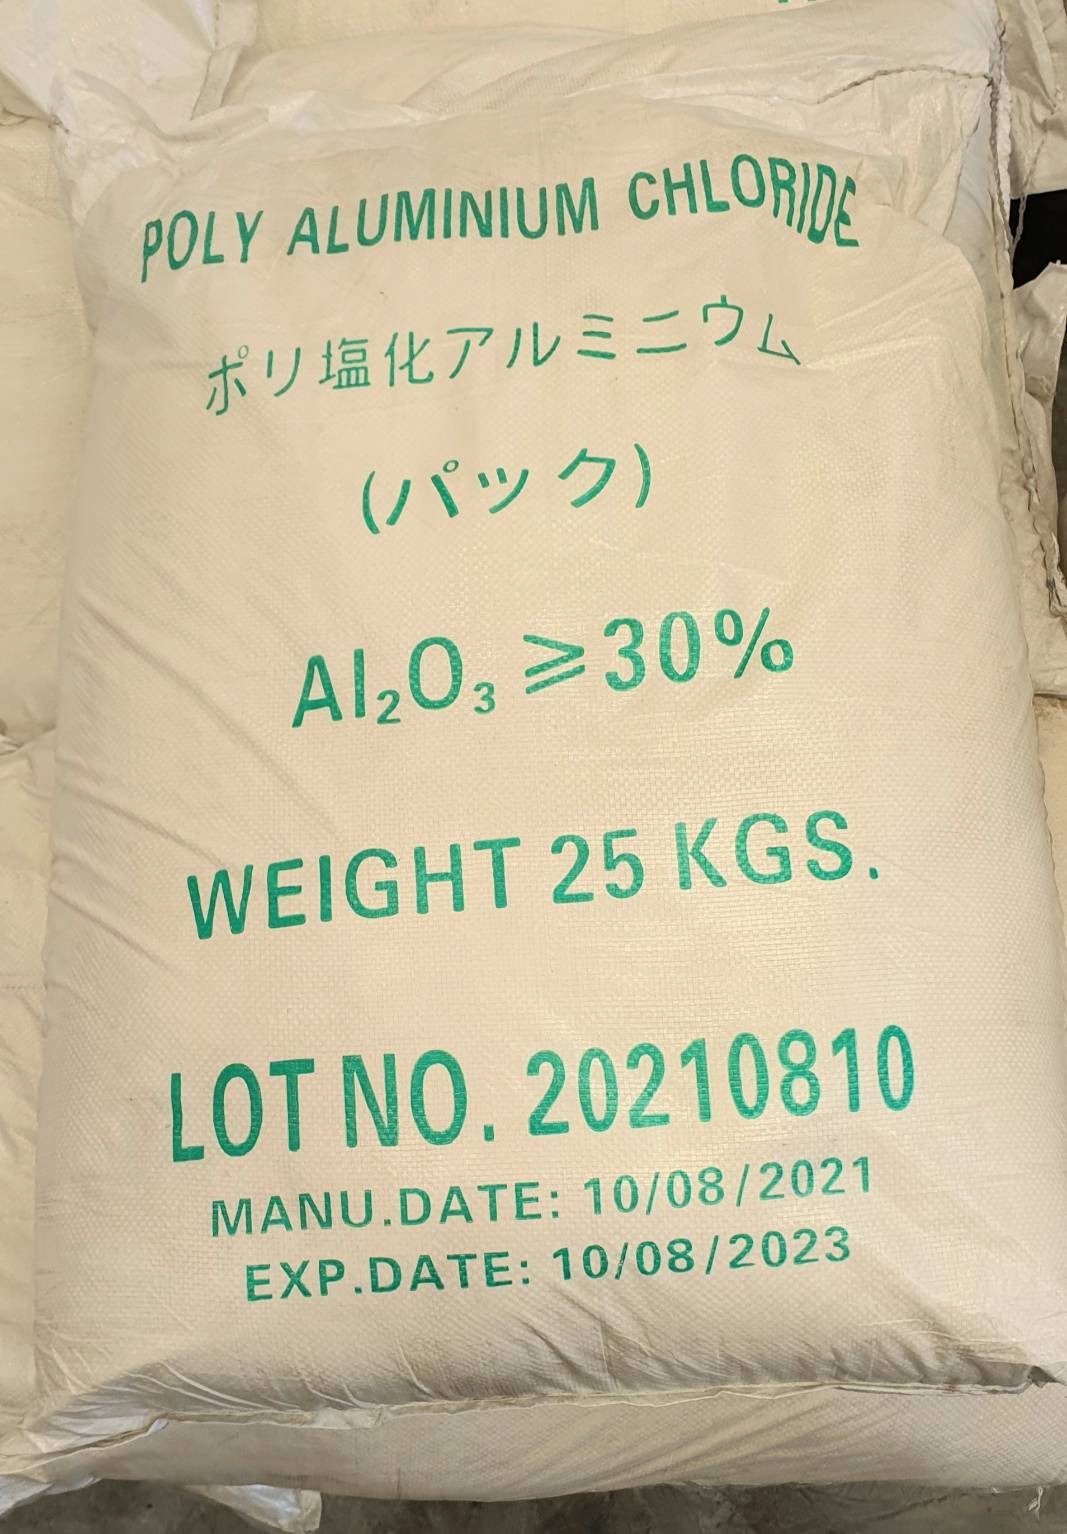 POLY ALUMINIUM CHLORIDE
ポリ塩化アルミニウム
(パック)
Al₂O₃ ⩾30%
WEIGHT 25 KGS.
LOT NO. 20210810
MANU.DATE: 10/08/2021
EXP.DATE: 10/08/2023